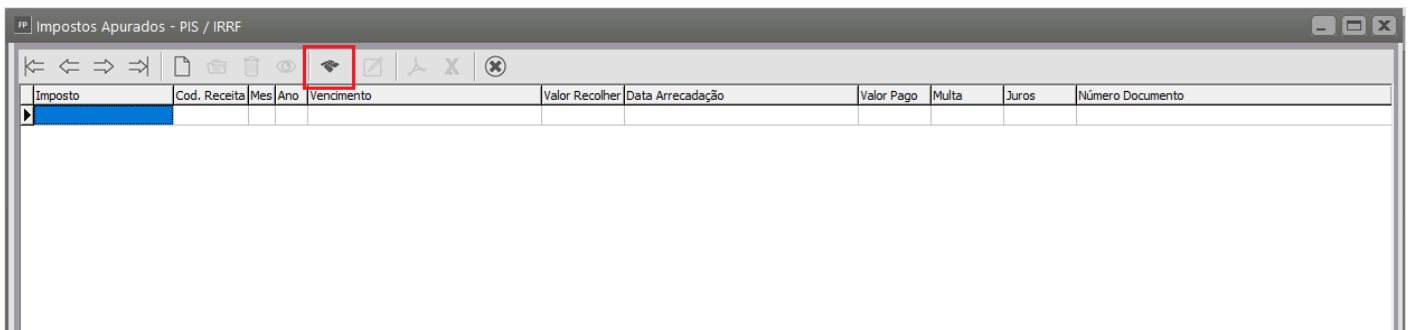 FP Impostos Apurados - PIS / IRRF
Imposto Cod. Receita Mes Ano Vencimento Valor Recolher Data Arrecadação Valor Pago Multa Juros Número Documento